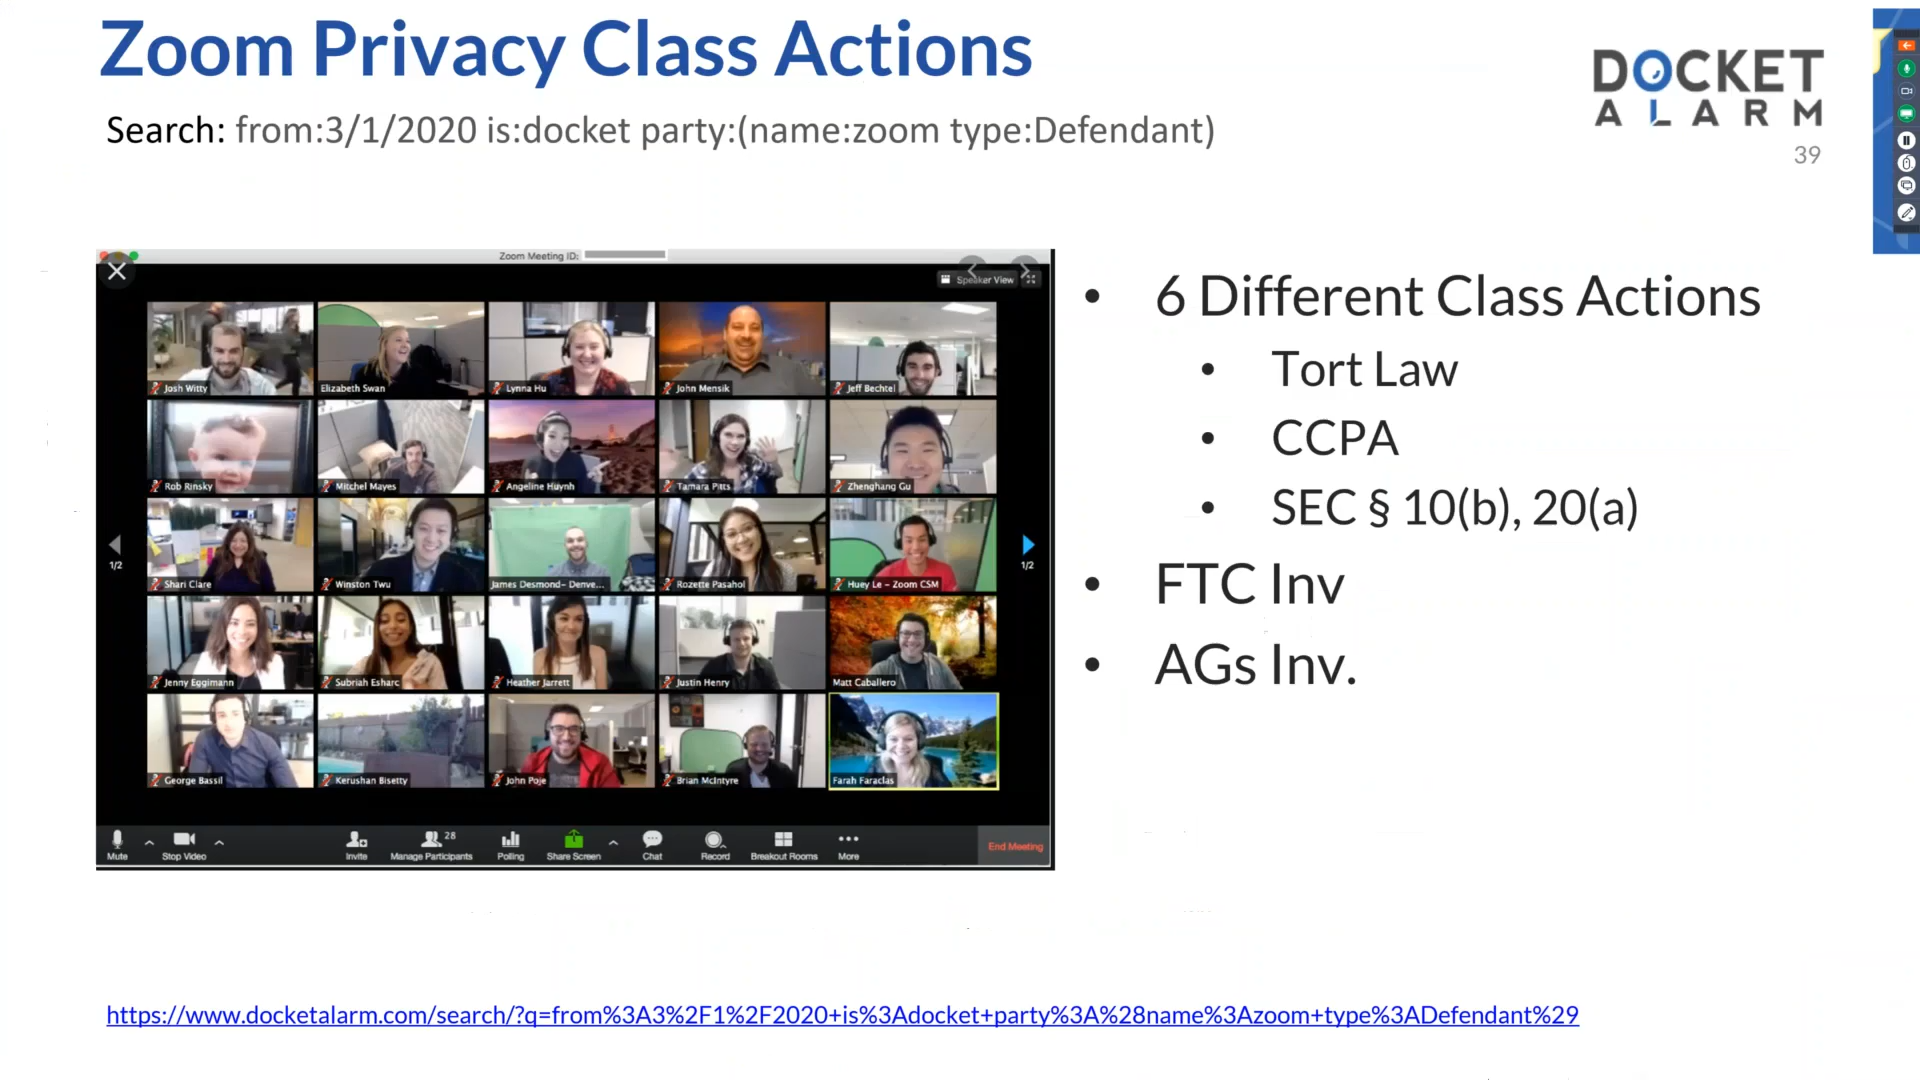 Zoom Privacy Class Actions
DOCKET
ALARM
Search: from:3/1/2020 is:docket party:(name:zoom type:Defendant)
39
Zoom Meeting ID:
Speaker View
Josh Witty
Elizabeth Swan
Lynna Hu
John Mensik
Jeff Bechtel
Rob Rinsky
Mitchel Mayes
Angeline Huynh
Tamara Pitts
Zhenghang Gu
1/2
Shari Clare
Winston Twu
James Desmond- Denve...
Rozette Pasahol
Huey Le - Zoom CSM
1/2
Jenny Eggimann
Subriah Esharc
Heather Jarrett
Justin Henry
Matt Caballero
George Bassil
Kerushan Bisetty
John Poje
Brian McIntyre
Farah Faraclas
Mute
Stop Video
Invite
28
Manage Participants
Polling
Share Screen
Chat
Record
Breakout Rooms
More
End Meeting
• 6 Different Class Actions
• Tort Law
• CCPA
• SEC § 10(b), 20(a)
• FTC Inv
• AGs Inv.
https://www.docketalarm.com/search/?q=from%3A3%2F1%2F2020+is%3Adocket+party%3A%28name%3Azoom+type%3ADefendant%29